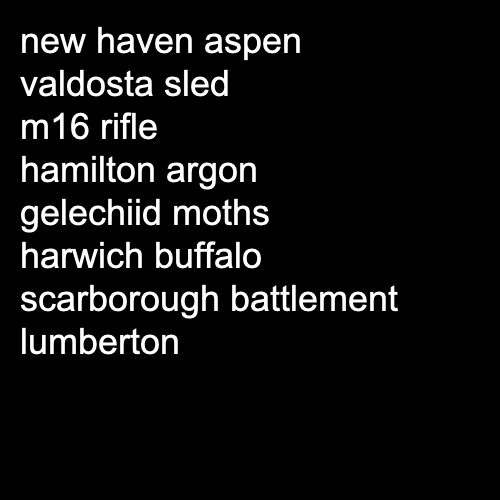 new haven aspen
valdosta sled
m16 rifle
hamilton argon
gelechiid moths
harwich buffalo
scarborough battlement
lumberton